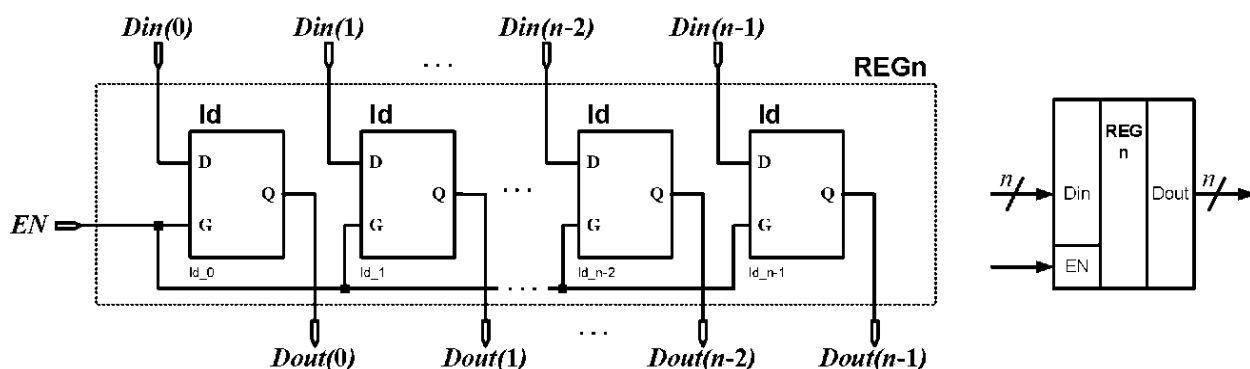 Din(0) Din(1) Din(n-2) Din(n-1)
... REGn
ld ld ld ld
REG
n
D D D D
Q Q ... Q Q
n n
Din Dout
EN G G G G
ld_0 ld_1 ld_n-2 ld_n-1
EN
...
...
Dout(0) Dout(1) Dout(n-2) Dout(n-1)